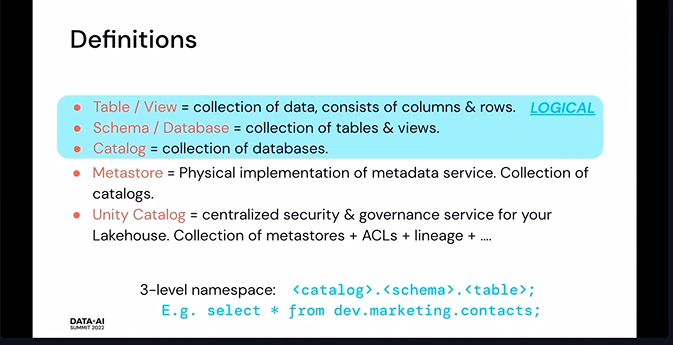 Definitions
• Table / View = collection of data, consists of columns & rows. LOGICAL
• Schema / Database = collection of tables & views.
• Catalog = collection of databases.
• Metastore = Physical implementation of metadata service. Collection of
catalogs.
• Unity Catalog = centralized security & governance service for your
Lakehouse. Collection of metastores + ACLs + lineage + ....
3-level namespace: <catalog>.<schema>.<table>;
E.g. select * from dev.marketing.contacts;
DATA+AI
SUMMIT 2022